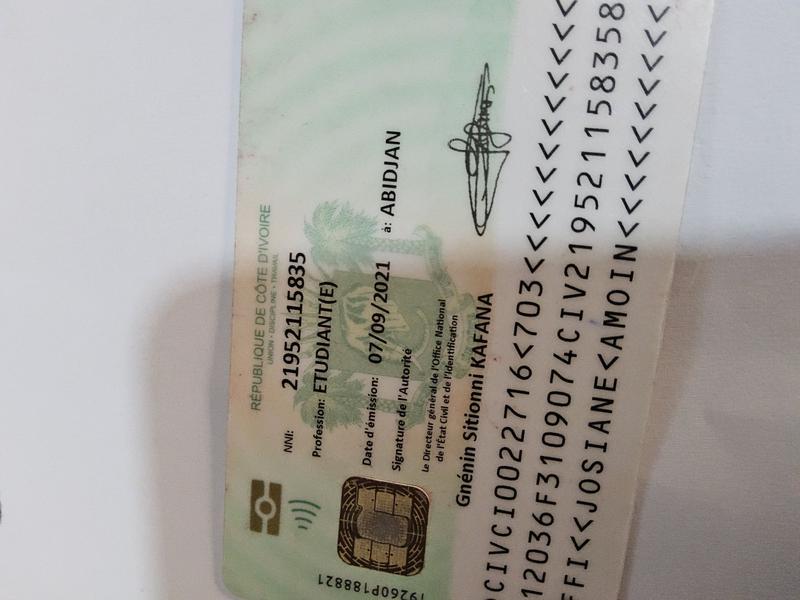 RÉPUBLIQUE DE CÔTE D'IVOIRE
UNION - DISCIPLINE - TRAVAIL
NNI: 21952115835
Profession: ETUDIANT(E)
Date d'émission: 07/09/2021 à: ABIDJAN
Signature de l'Autorité
Le Directeur général de l'Office National
de l'État Civil et de l'Identification
Gnénin Sitionni KAFANA
CIVCI0022716<703<<<<<<<<<<<
12036F3109074CIV219521158358
FFI<<JOSIANE<AMOIN<<<<<<<<<<
19260P188821